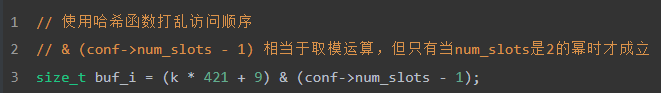 1 // 使用哈希函数打乱访问顺序
2 // & (conf->num_slots - 1) 相当于取模运算，但只有当num_slots是2的幂时才成立
3 size_t buf_i = (k * 421 + 9) & (conf->num_slots - 1);